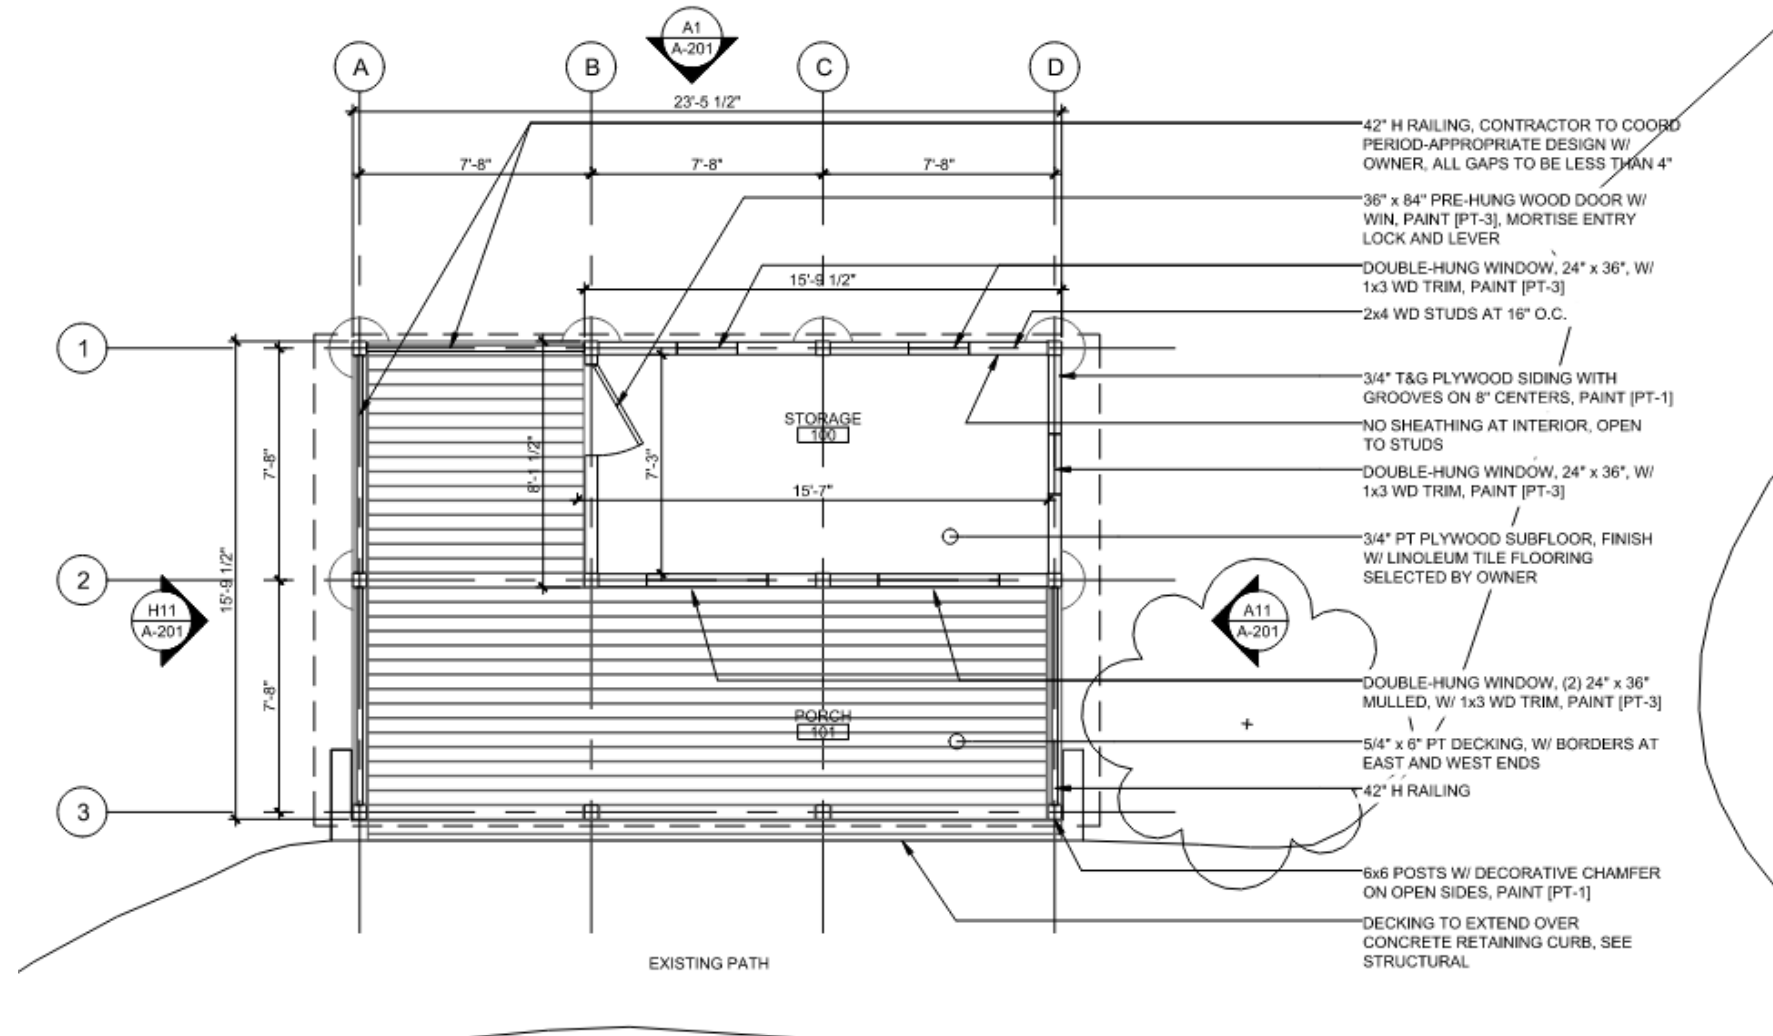 A1
A-201
A
B
C
D
23'-5 1/2"
7'-8"
7'-8"
7'-8"
42" H RAILING, CONTRACTOR TO COORD
PERIOD-APPROPRIATE DESIGN W/
OWNER, ALL GAPS TO BE LESS THAN 4"
36" x 84" PRE-HUNG WOOD DOOR W/
WIN, PAINT [PT-3], MORTISE ENTRY
LOCK AND LEVER
DOUBLE-HUNG WINDOW, 24" x 36", W/
1x3 WD TRIM, PAINT [PT-3]
15'-9 1/2"
2x4 WD STUDS AT 16" O.C.
1
3/4" T&G PLYWOOD SIDING WITH
GROOVES ON 8" CENTERS, PAINT [PT-1]
STORAGE
100
NO SHEATHING AT INTERIOR, OPEN
TO STUDS
7'-8"
8'-1 1/2"
7'-3"
DOUBLE-HUNG WINDOW, 24" x 36", W/
1x3 WD TRIM, PAINT [PT-3]
15'-7"
3/4" PT PLYWOOD SUBFLOOR, FINISH
W/ LINOLEUM TILE FLOORING
SELECTED BY OWNER
2
15'-9 1/2"
H11
A-201
A11
A-201
7'-8"
DOUBLE-HUNG WINDOW, (2) 24" x 36"
MULLED, W/ 1x3 WD TRIM, PAINT [PT-3]
PORCH
101
5/4" x 6" PT DECKING, W/ BORDERS AT
EAST AND WEST ENDS
42" H RAILING
3
6x6 POSTS W/ DECORATIVE CHAMFER
ON OPEN SIDES, PAINT [PT-1]
DECKING TO EXTEND OVER
CONCRETE RETAINING CURB, SEE
STRUCTURAL
EXISTING PATH